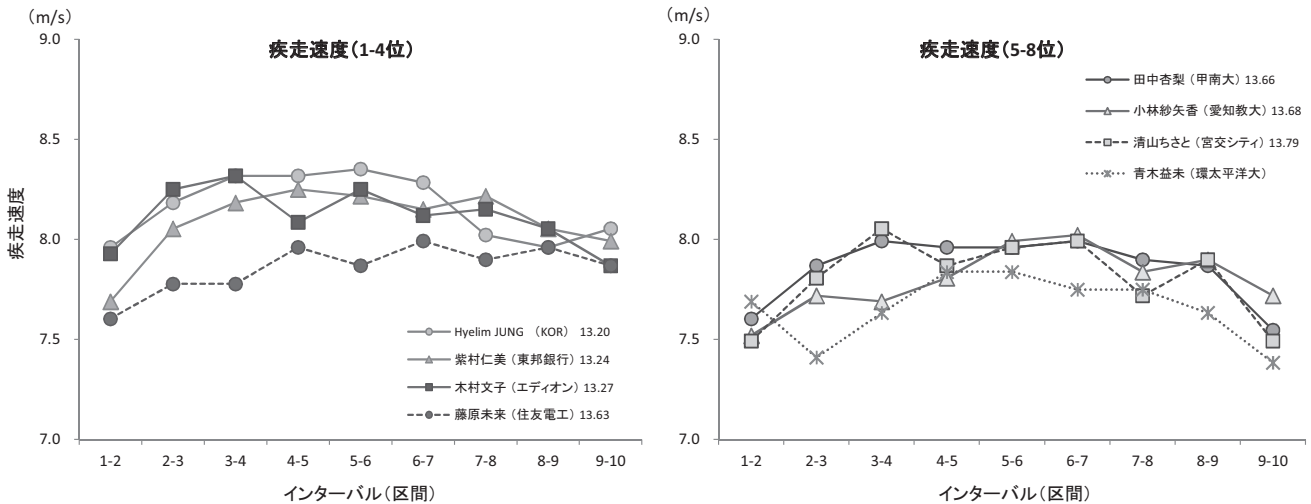 (m/s)
疾走速度(1-4位)
9.0
8.5
8.0
7.5
7.0
疾走速度
Hyelim JUNG (KOR) 13.20
紫村仁美(東邦銀行)13.24
木村文子(エディオン)13.27
藤原未来(住友電工)13.63
1-2 2-3 3-4 4-5 5-6 6-7 7-8 8-9 9-10
インターバル(区間)
(m/s)
疾走速度(5-8位)
9.0
8.5
8.0
7.5
7.0
田中杏梨(甲南大)13.66
小林紗矢香(愛知教大)13.68
清山ちさと(宮交シティ)13.79
青木益未(環太平洋大)
1-2 2-3 3-4 4-5 5-6 6-7 7-8 8-9 9-10
インターバル(区間)